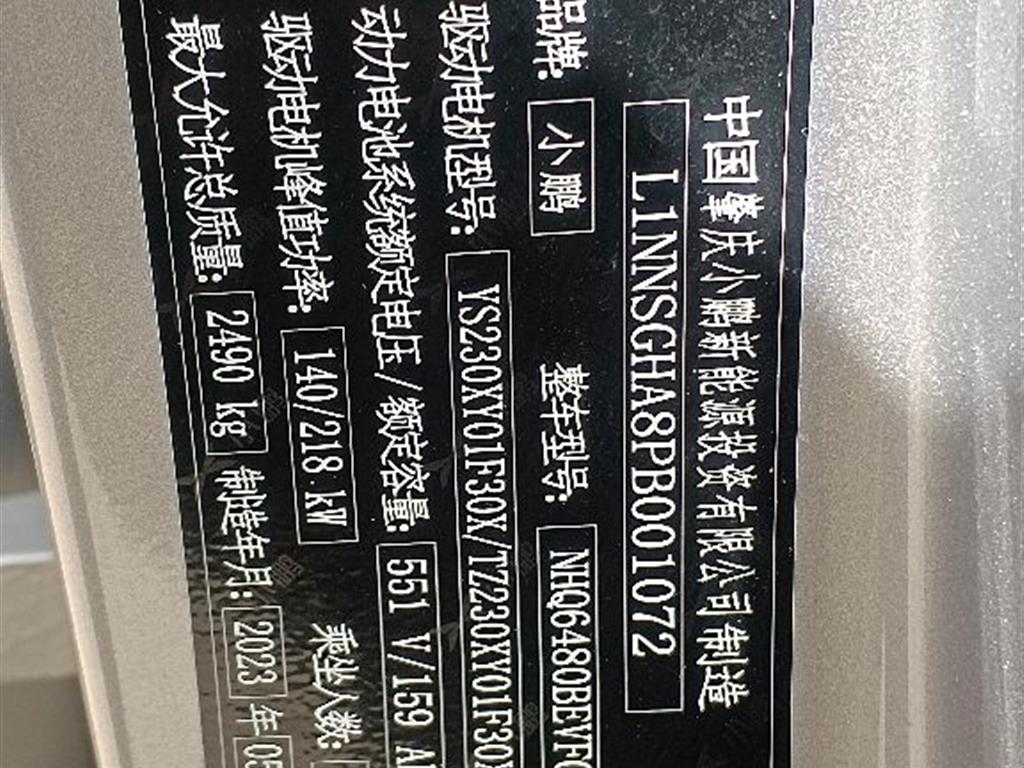 中国肇庆小鹏新能源投资有限公司制造
L1NNSGHA8PB001072
品牌: 小鹏 整车型号: NHQ6480BEVFC
驱动电机型号: YS230XY01F30X/TZ230XY01F30X
动力电池系统额定电压/额定容量: 551 V/159 A
驱动电机峰值功率: 140/218 kW 乘坐人数:
最大允许总质量: 2490 kg 制造年月: 2023 年 05